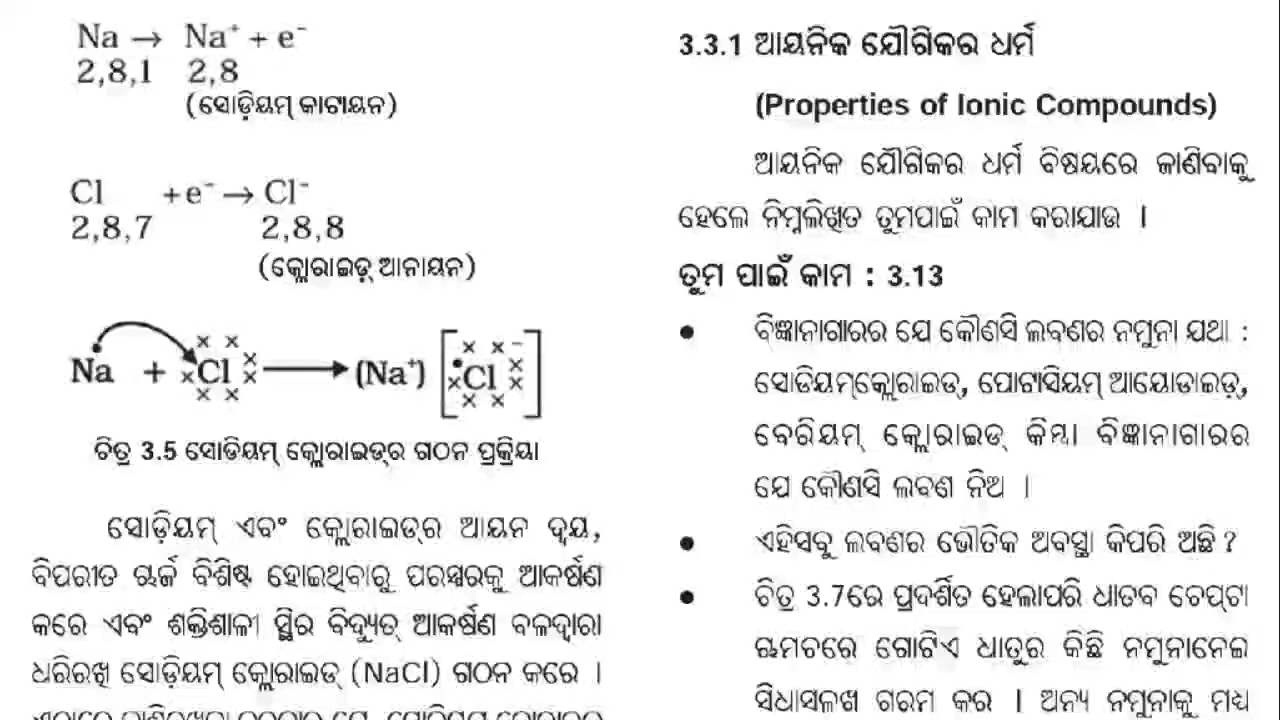 Na → Na⁺ + e⁻
2,8,1 2,8
(ସୋଡ଼ିୟମ୍ କାଟାୟନ)
Cl + e⁻ → Cl⁻
2,8,7 2,8,8
(କ୍ଲୋରାଇଡ଼୍ ଆନାୟନ)
Na + Cl → (Na⁺) [Cl]⁻
ଚିତ୍ର 3.5 ସୋଡିୟମ୍ କ୍ଲୋରାଇଡ୍‌ର ଗଠନ ପ୍ରକ୍ରିୟା
ସୋଡ଼ିୟମ୍ ଏବଂ କ୍ଲୋରାଇଡ୍‌ର ଆୟନ ଦ୍ୱୟ,
ବିପରୀତ ଚାର୍ଜ ବିଶିଷ୍ଟ ହୋଇଥିବାରୁ ପରସ୍ପରକୁ ଆକର୍ଷଣ
କରେ ଏବଂ ଶକ୍ତିଶାଳୀ ସ୍ଥିର ବିଦ୍ୟୁତ୍ ଆକର୍ଷଣ ବଳଦ୍ୱାରା
ଧରିରଖି ସୋଡ଼ିୟମ୍ କ୍ଲୋରାଇଡ୍ (NaCl) ଗଠନ କରେ ।
3.3.1 ଆୟନିକ ଯୌଗିକର ଧର୍ମ
(Properties of Ionic Compounds)
ଆୟନିକ ଯୌଗିକର ଧର୍ମ ବିଷୟରେ ଜାଣିବାକୁ
ହେଲେ ନିମ୍ନଲିଖିତ ତୁମପାଇଁ କାମ କରାଯାଉ ।
ତୁମ ପାଇଁ କାମ : 3.13
● ବିଜ୍ଞାନାଗାରର ଯେ କୌଣସି ଲବଣର ନମୁନା ଯଥା :
ସୋଡିୟମ୍‌କ୍ଲୋରାଇଡ୍, ପୋଟାସିୟମ୍ ଆୟୋଡାଇଡ଼୍,
ବେରିୟମ୍ କ୍ଲୋରାଇଡ୍ କିମ୍ବା ବିଜ୍ଞାନାଗାରର
ଯେ କୌଣସି ଲବଣ ନିଅ ।
● ଏହିସବୁ ଲବଣର ଭୌତିକ ଅବସ୍ଥା କିପରି ଅଛି ?
● ଚିତ୍ର 3.7ରେ ପ୍ରଦର୍ଶିତ ହେଲାପରି ଧାତବ ଚେପ୍‌ଟା
ଚାମଚରେ ଗୋଟିଏ ଧାତୁର କିଛି ନମୁନାନେଇ
ସିଧାସଳଖ ଗରମ କର । ଅନ୍ୟ ନମୁନାକୁ ମଧ୍ୟ